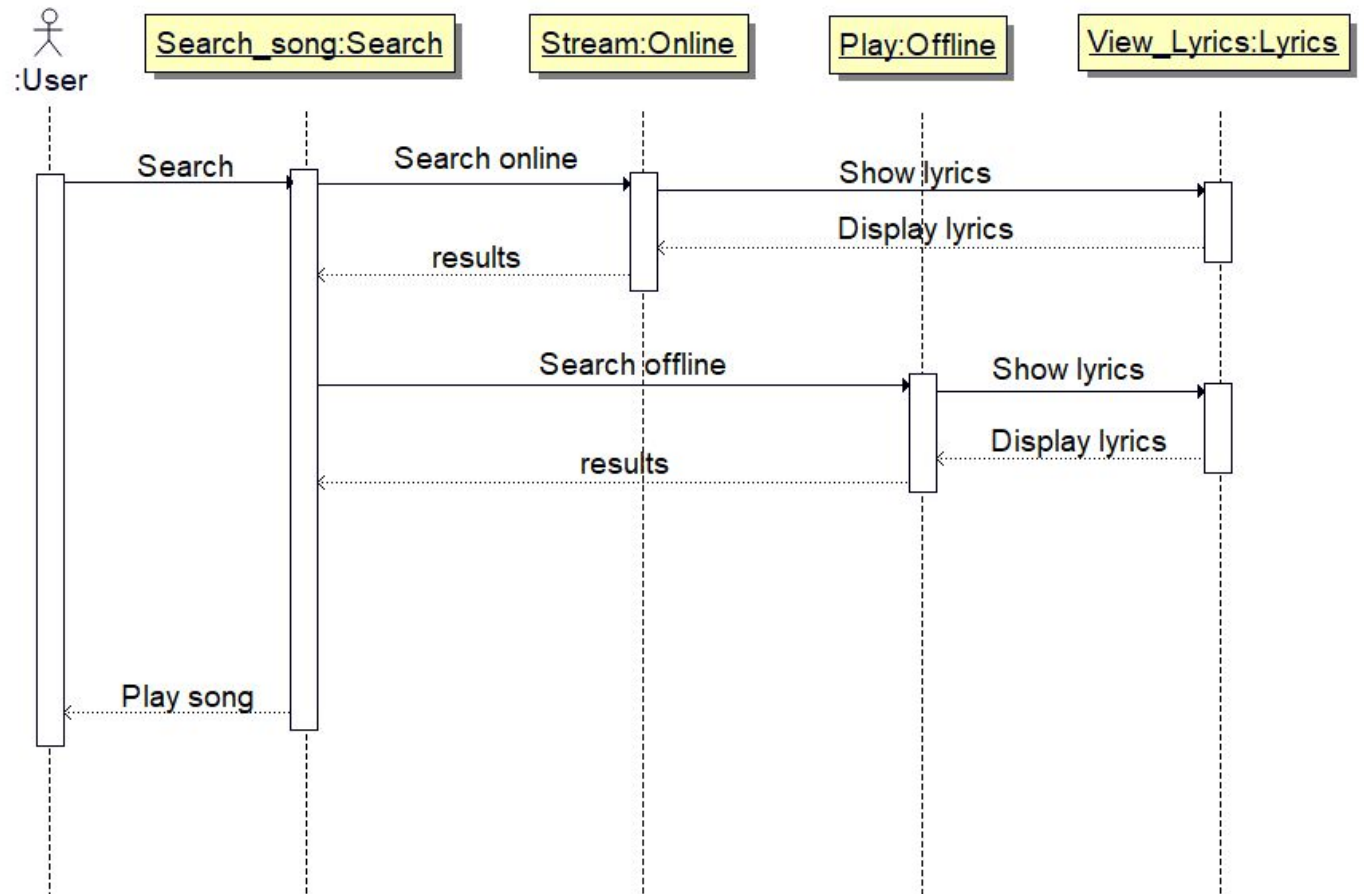 :User
Search_song:Search
Stream:Online
Play:Offline
View_Lyrics:Lyrics
Search
Search online
Show lyrics
Display lyrics
results
Search offline
Show lyrics
Display lyrics
results
Play song